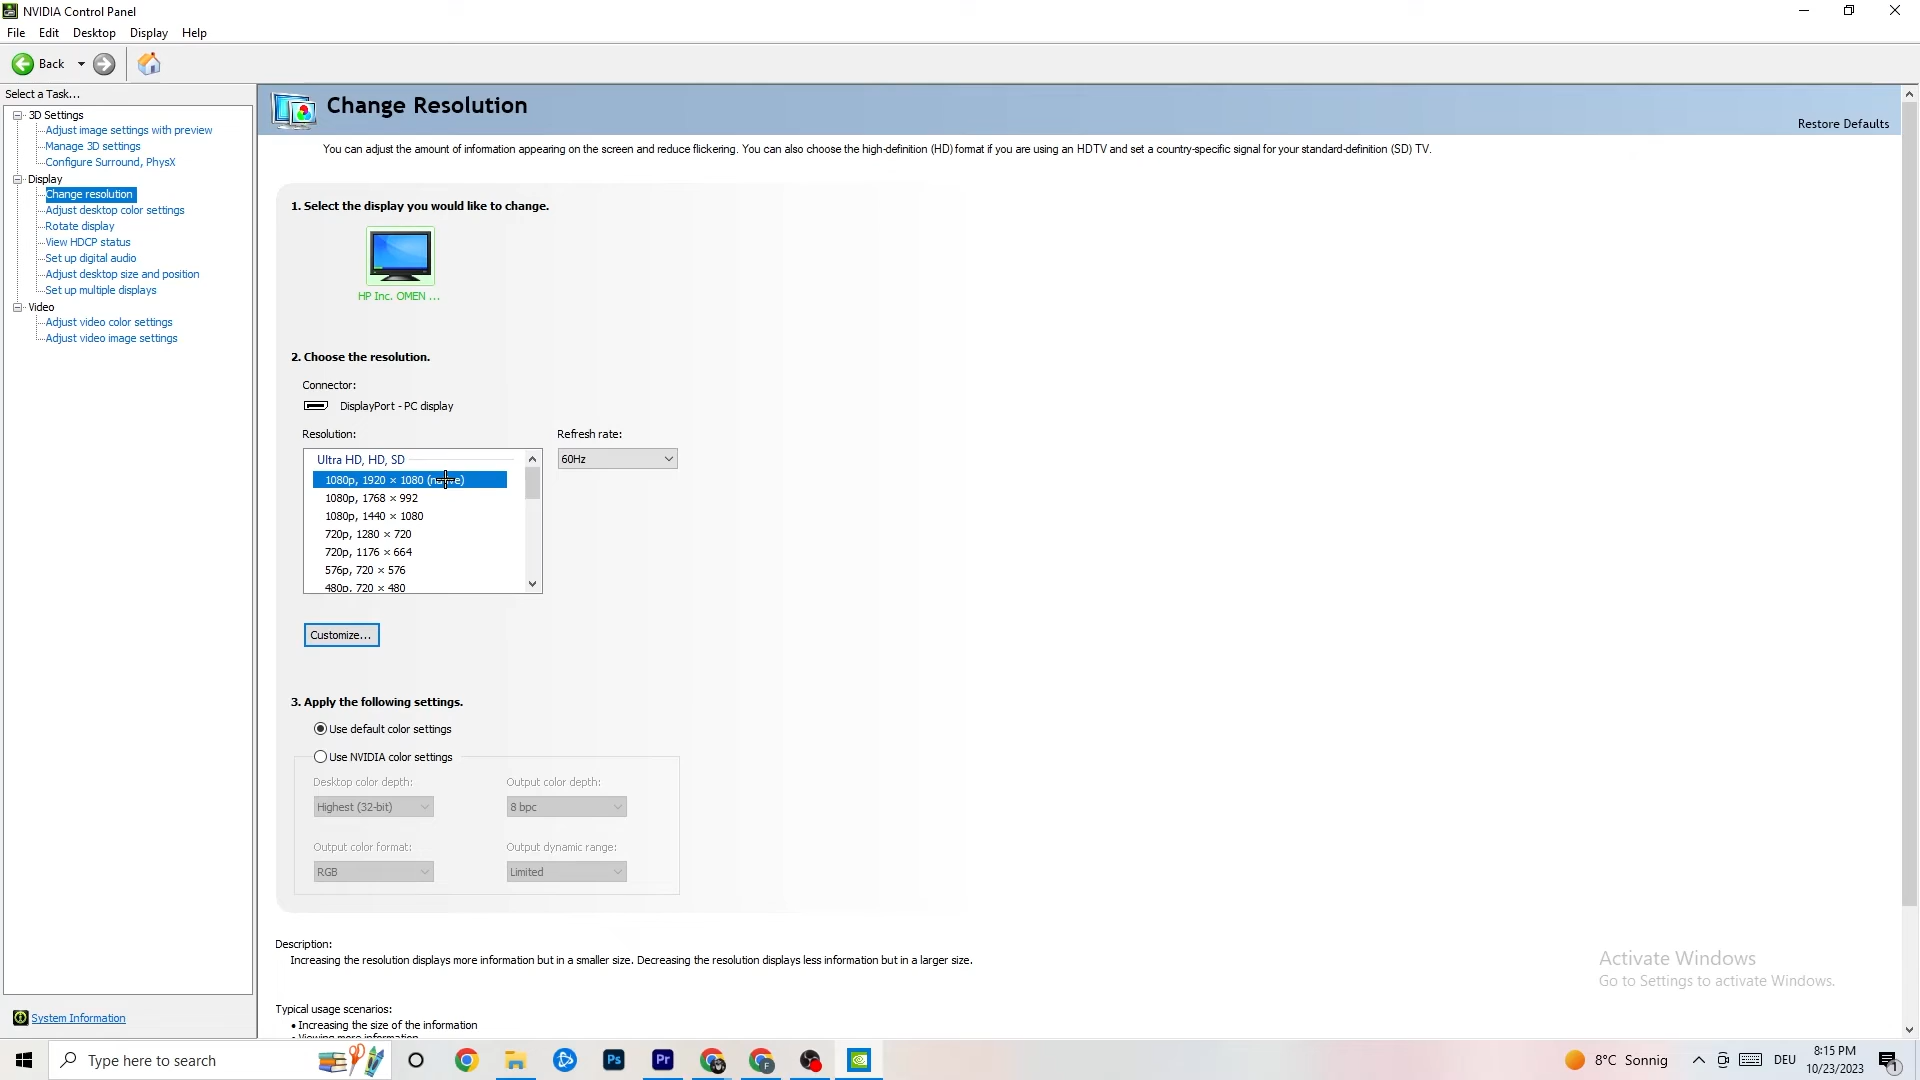 NVIDIA Control Panel
File Edit Desktop Display Help
Back
Select a Task...
3D Settings
Adjust image settings with preview
Manage 3D settings
Configure Surround, PhysX
Display
Change resolution
Adjust desktop color settings
Rotate display
View HDCP status
Set up digital audio
Adjust desktop size and position
Set up multiple displays
Video
Adjust video color settings
Adjust video image settings
System Information
Change Resolution
Restore Defaults
You can adjust the amount of information appearing on the screen and reduce flickering. You can also choose the high-definition (HD) format if you are using an HDTV and set a country-specific signal for your standard-definition (SD) TV.
1. Select the display you would like to change.
HP Inc. OMEN ...
2. Choose the resolution.
Connector:
DisplayPort - PC display
Resolution:
Refresh rate:
60Hz
Ultra HD, HD, SD
1080p, 1920 × 1080 (native)
1080p, 1768 × 992
1080p, 1440 × 1080
720p, 1280 × 720
720p, 1176 × 664
576p, 720 × 576
480p, 720 × 480
Customize...
3. Apply the following settings.
Use default color settings
Use NVIDIA color settings
Desktop color depth: Output color depth:
Highest (32-bit) 8 bpc
Output color format: Output dynamic range:
RGB Limited
Description:
Increasing the resolution displays more information but in a smaller size. Decreasing the resolution displays less information but in a larger size.
Typical usage scenarios:
• Increasing the size of the information
• Viewing more information
Activate Windows
Go to Settings to activate Windows.
Type here to search
Ps
Pr
F
8°C Sonnig
DEU
8:15 PM
10/23/2023
1